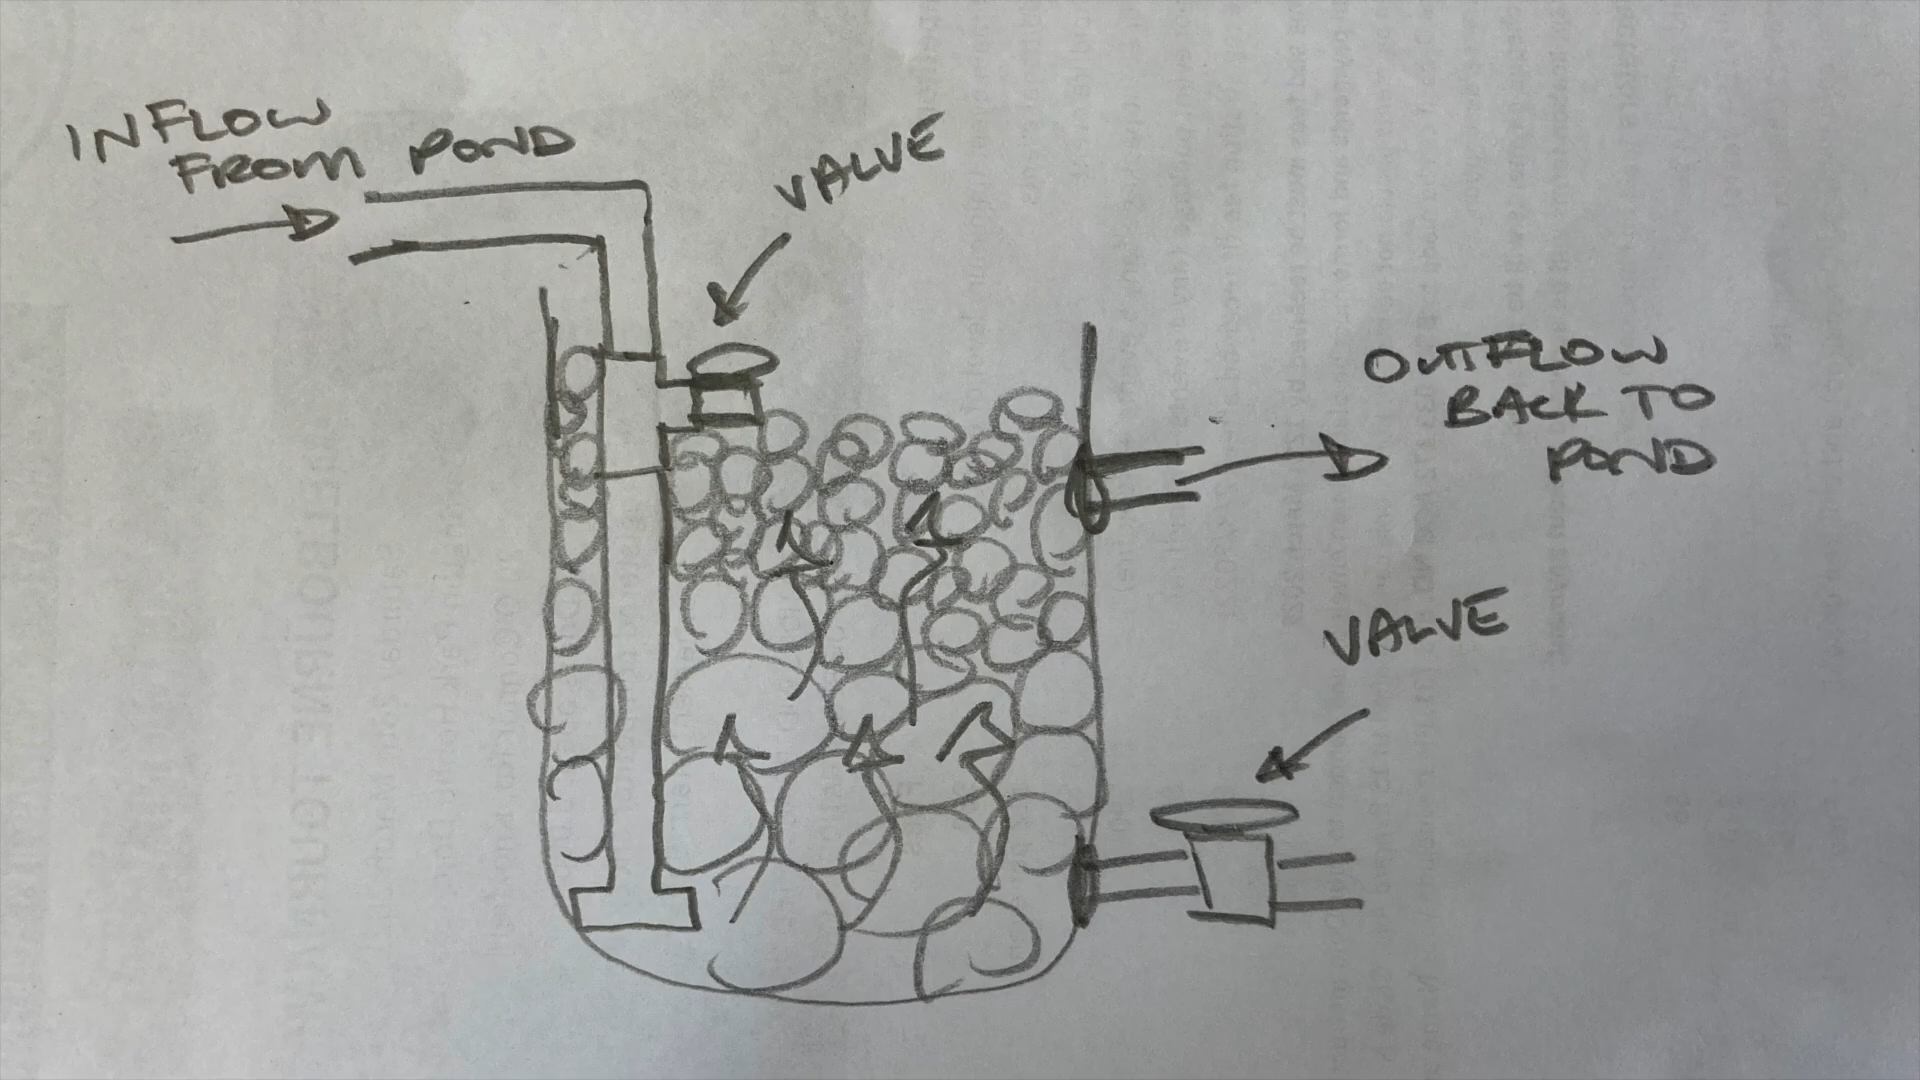 INFLOW
FROM POND
VALVE
OUTFLOW
BACK TO
POND
VALVE